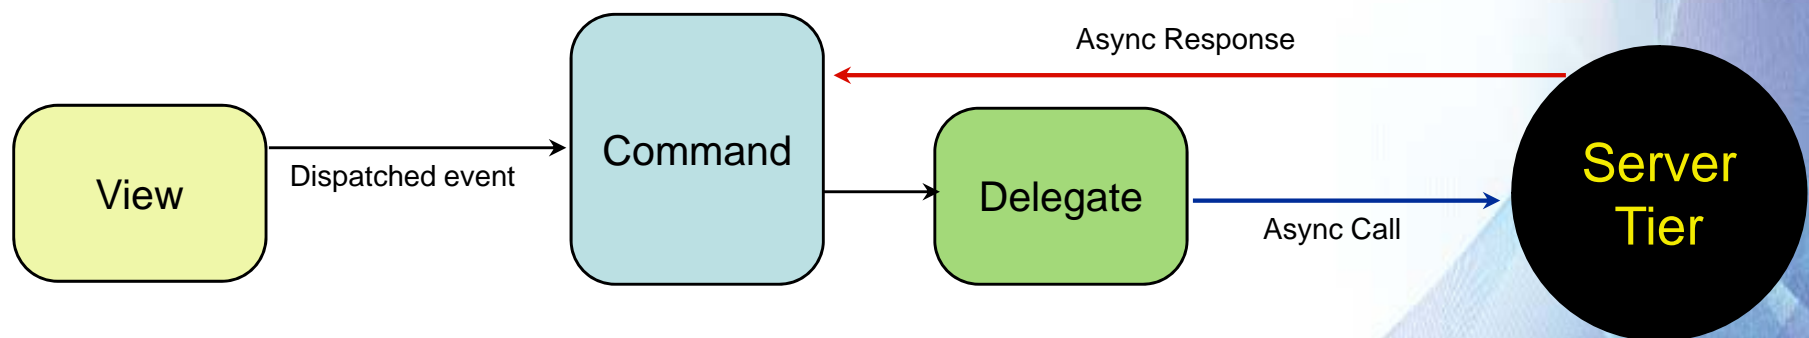 Async Response
View
Dispatched event
Command
Delegate
Async Call
Server
Tier